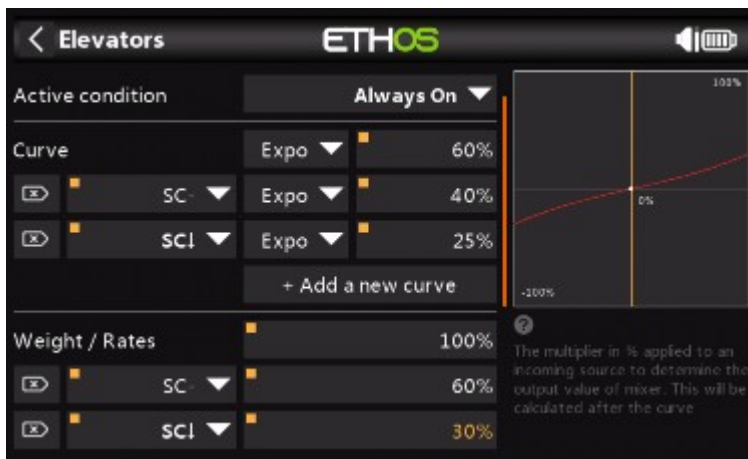 Elevators
ETHOS
Active condition Always On
Curve Expo 60%
SC- Expo 40%
SC↓ Expo 25%
+ Add a new curve
Weight / Rates 100%
SC- 60%
SC↓ 30%
100%
0%
-100%
?
The multiplier in % applied to an
incoming source to determine the
output value of mixer. This will be
calculated after the curve